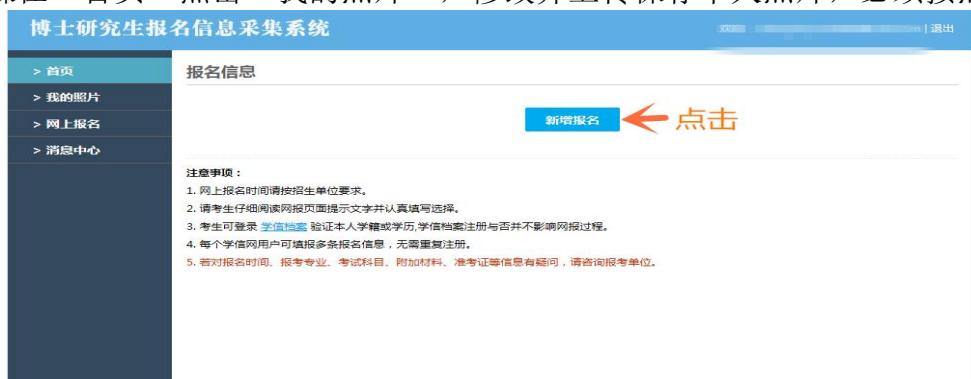 博士研究生报名信息采集系统
| 退出
> 首页
报名信息
> 我的照片
> 网上报名
新增报名
点击
> 消息中心
注意事项：
1. 网上报名时间请按招生单位要求。
2. 请考生仔细阅读网报页面提示文字并认真填写选择。
3. 考生可登录 学信档案 验证本人学籍或学历,学信档案注册与否并不影响网报过程。
4. 每个学信网用户可填报多条报名信息，无需重复注册。
5. 若对报名时间、报考专业、考试科目、附加材料、准考证等信息有疑问，请咨询报考单位。